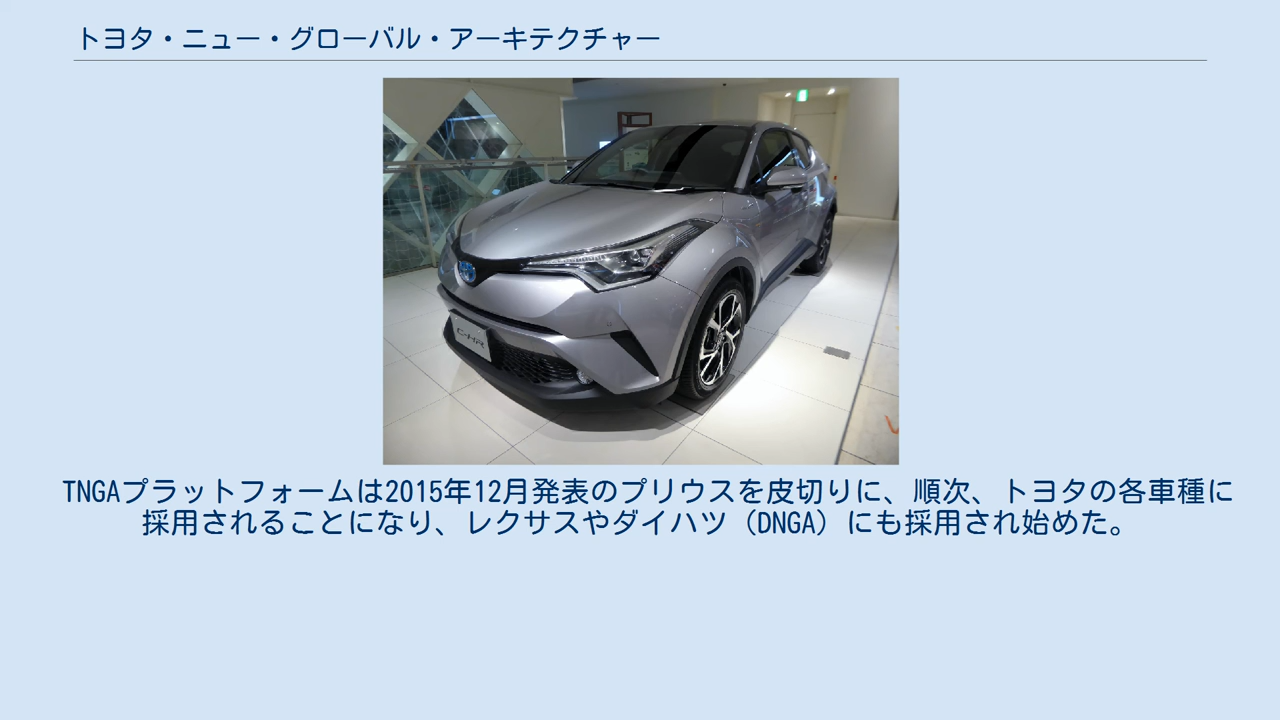 トヨタ・ニュー・グローバル・アーキテクチャー
C-HR
TNGAプラットフォームは2015年12月発表のプリウスを皮切りに、順次、トヨタの各車種に
採用されることになり、レクサスやダイハツ（DNGA）にも採用され始めた。